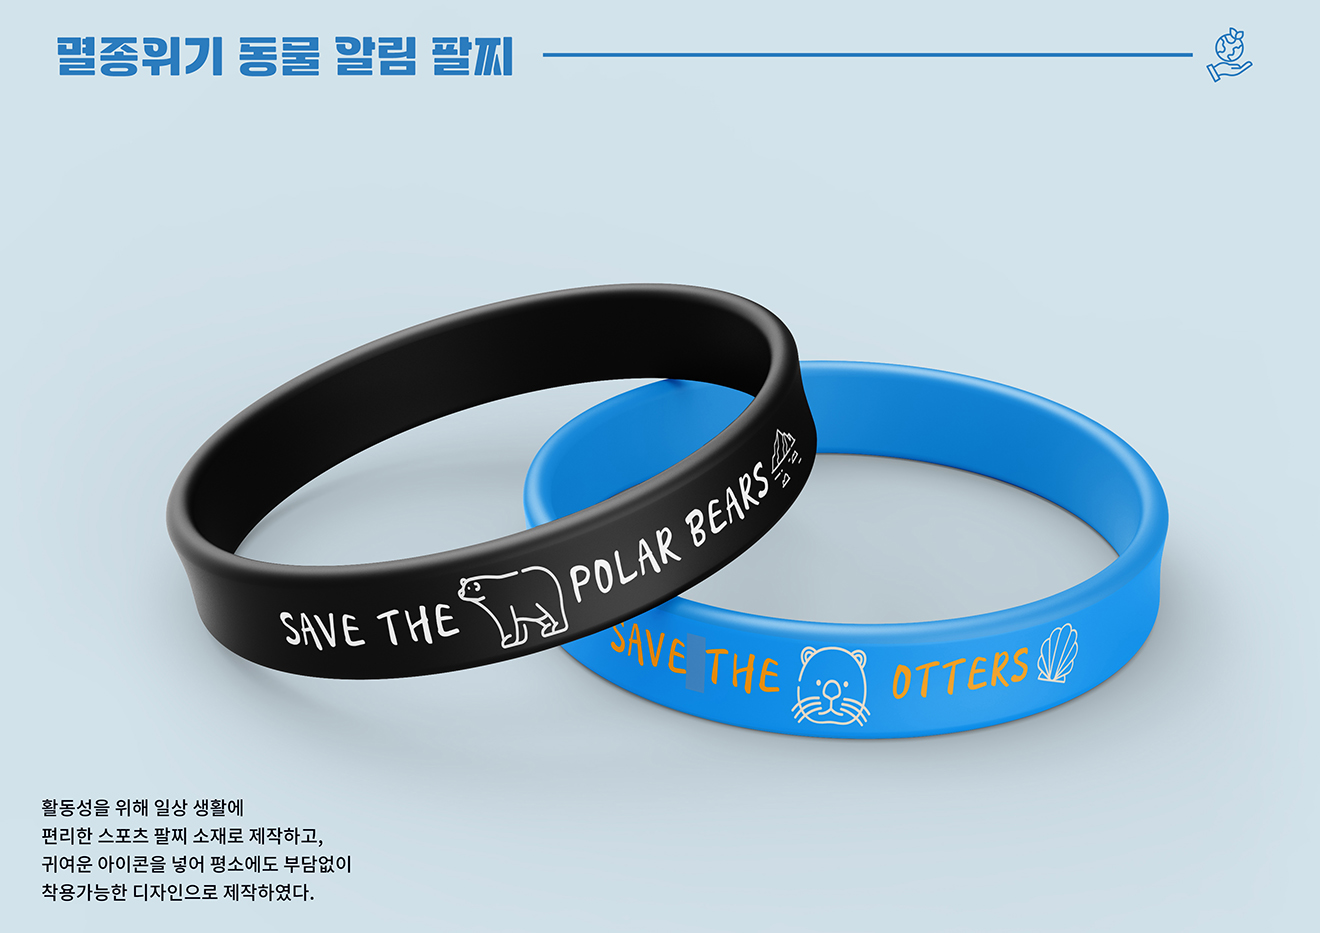 멸종위기 동물 알림 팔찌
SAVE THE POLAR BEARS
SAVE THE OTTERS
활동성을 위해 일상 생활에
편리한 스포츠 팔찌 소재로 제작하고,
귀여운 아이콘을 넣어 평소에도 부담없이
착용가능한 디자인으로 제작하였다.